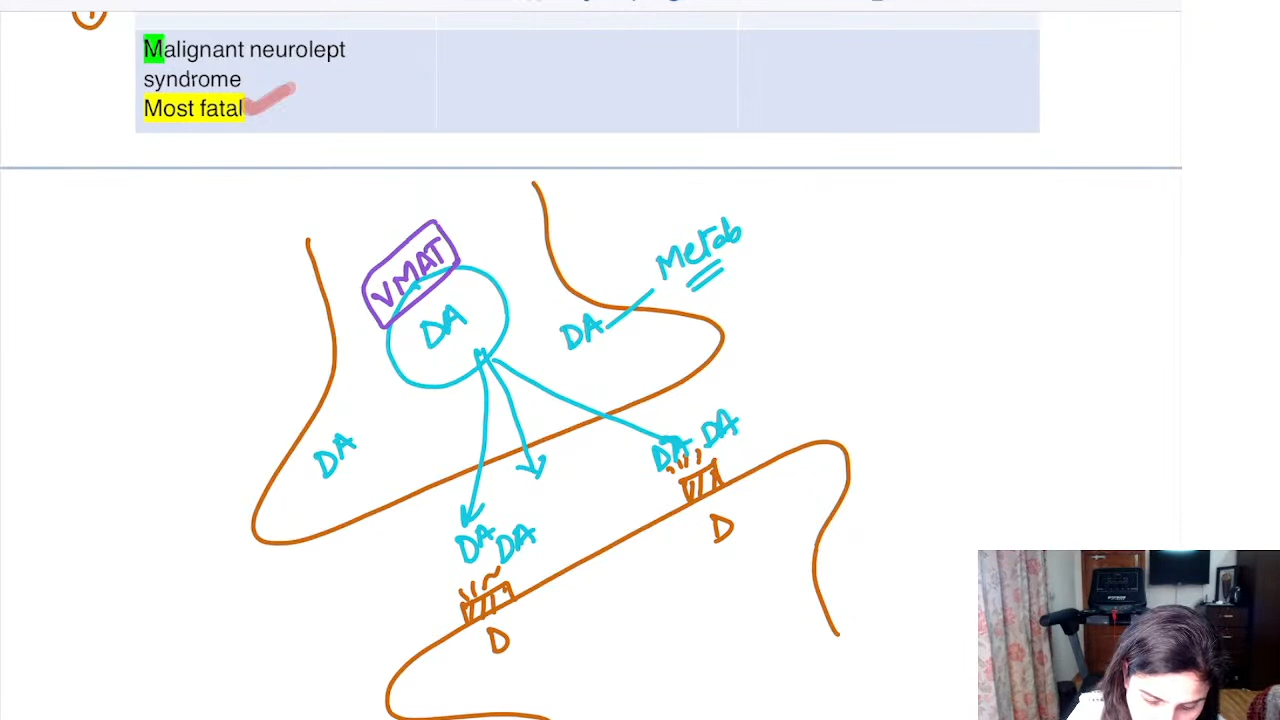 Malignant neurolept
syndrome
Most fatal
VMAT
Metab
DA
DA
DA
DA DA
DA DA
D
D